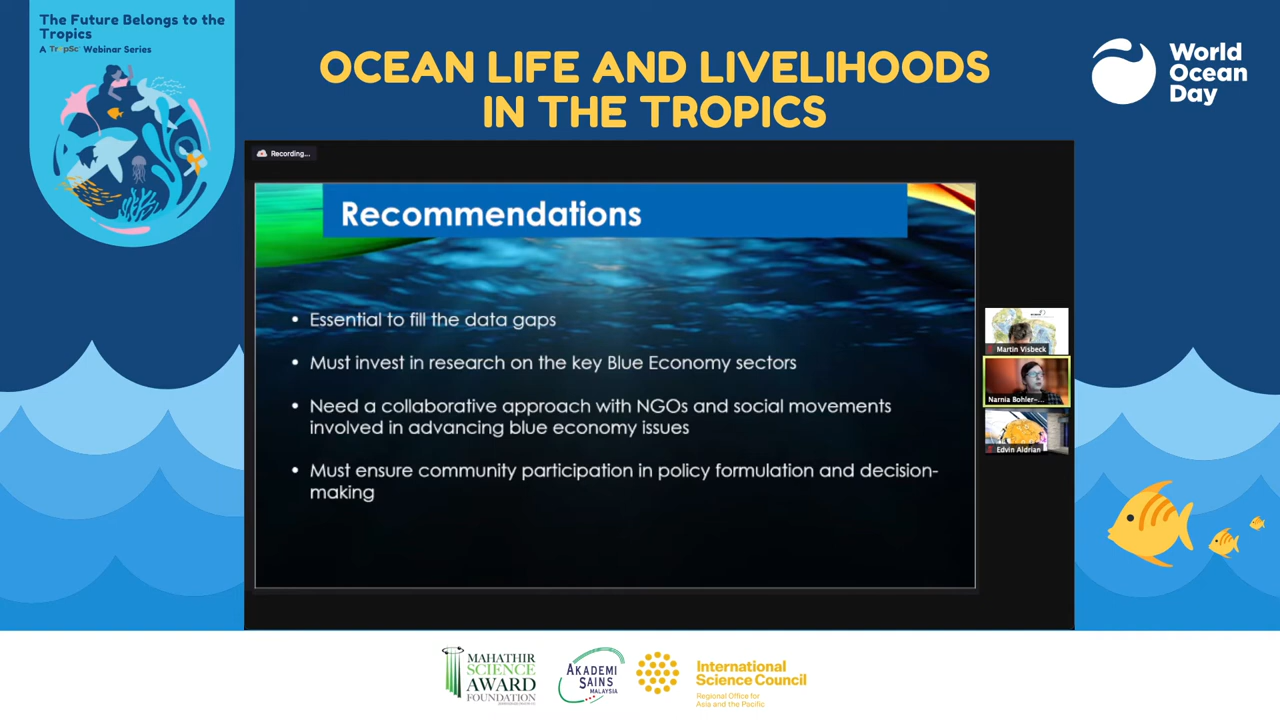 The Future Belongs to the
Tropics
A TropSc Webinar Series
OCEAN LIFE AND LIVELIHOODS
IN THE TROPICS
World
Ocean
Day
Recording...
Recommendations
• Essential to fill the data gaps
• Must invest in research on the key Blue Economy sectors
• Need a collaborative approach with NGOs and social movements
involved in advancing blue economy issues
• Must ensure community participation in policy formulation and decision-
making
Martin Visbeck
Narnia Bohler-...
Edvin Aldrian
MAHATHIR
SCIENCE
AWARD
FOUNDATION
AKADEMI
SAINS
MALAYSIA
International
Science Council
Regional Office for
Asia and the Pacific